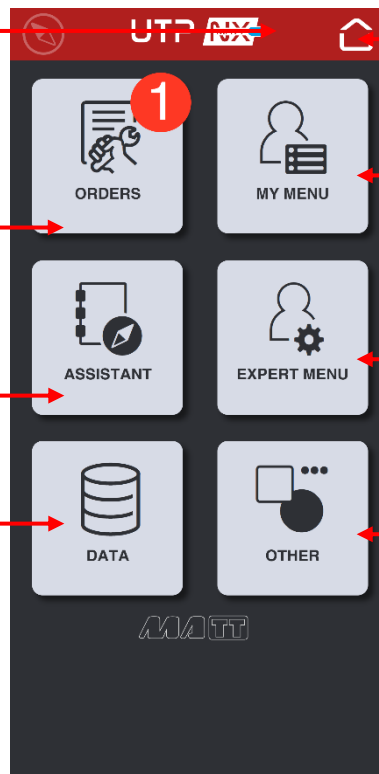 UTP NX
1
ORDERS
MY MENU
ASSISTANT
EXPERT MENU
DATA
OTHER
MATT